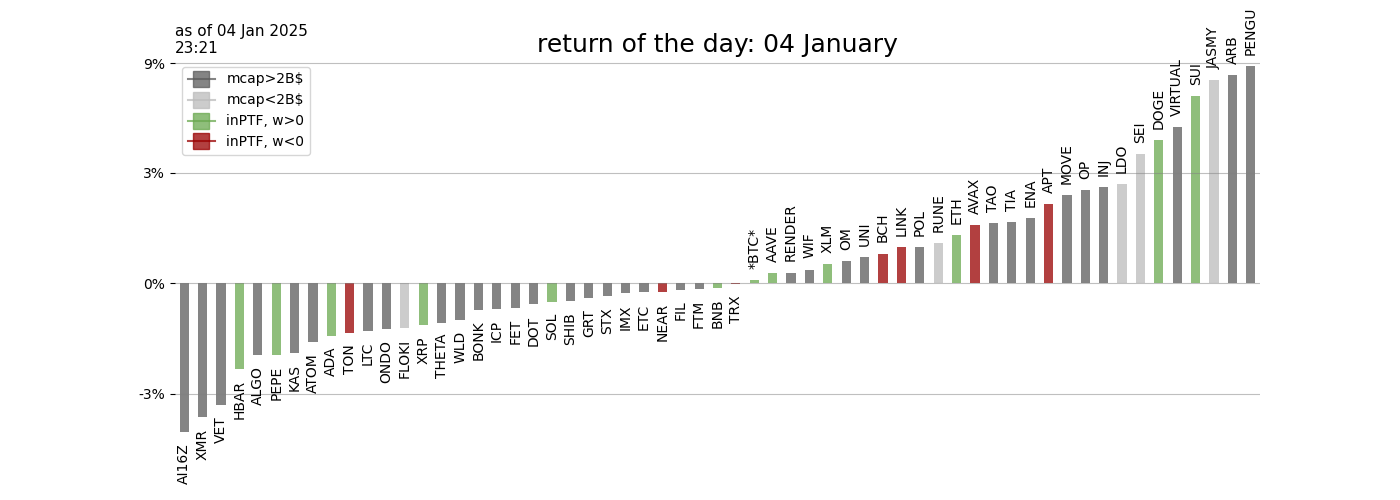 as of 04 Jan 2025
23:21
return of the day: 04 January
9%
3%
0%
-3%
mcap>2B$
mcap<2B$
inPTF, w>0
inPTF, w<0
AI16Z
XMR
VET
HBAR
ALGO
PEPE
KAS
ATOM
ADA
TON
LTC
ONDO
FLOKI
XRP
THETA
WLD
BONK
ICP
FET
DOT
SOL
SHIB
GRT
STX
IMX
ETC
NEAR
FIL
FTM
BNB
TRX
*BTC*
AAVE
RENDER
WIF
XLM
OM
UNI
BCH
LINK
POL
RUNE
ETH
AVAX
TAO
TIA
ENA
APT
MOVE
OP
INJ
LDO
SEI
DOGE
VIRTUAL
SUI
JASMY
ARB
PENGU